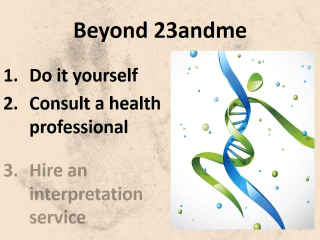 Beyond 23andme
1. Do it yourself
2. Consult a health
professional
3. Hire an
interpretation
service